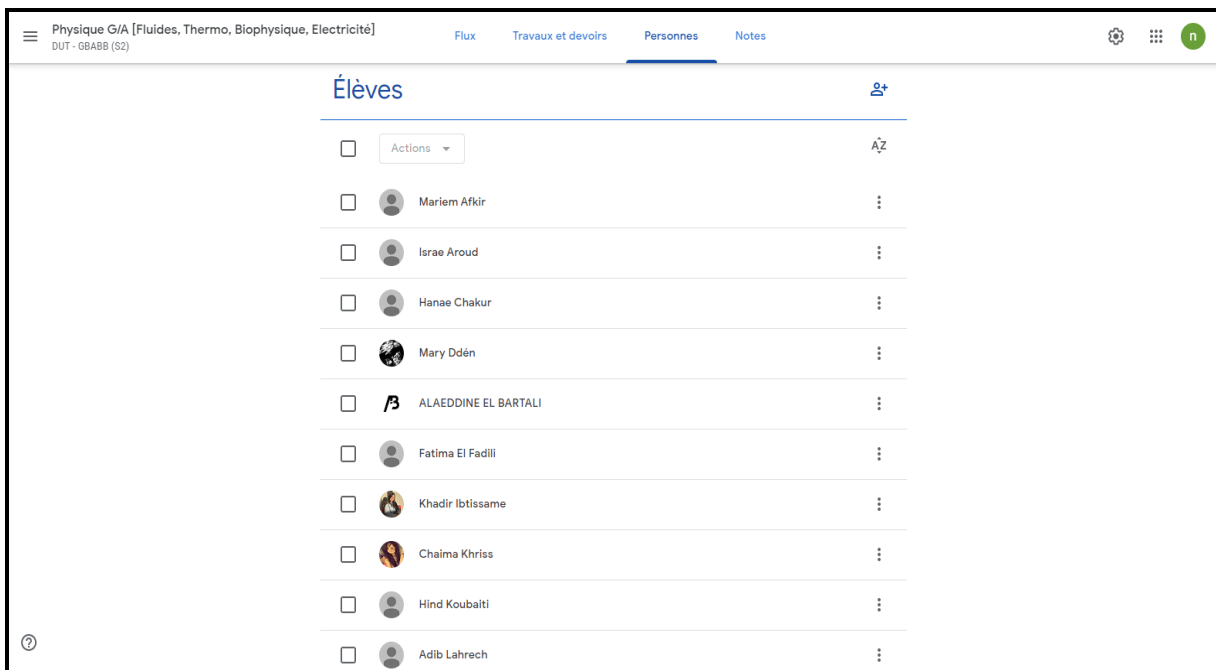 Physique G/A [Fluides, Thermo, Biophysique, Electricité]
DUT - GBABB (S2)
Flux
Travaux et devoirs
Personnes
Notes
n
Élèves
Actions
AZ
Mariem Afkir
Israe Aroud
Hanae Chakur
Mary Ddén
ALAEDDINE EL BARTALI
Fatima El Fadili
Khadir Ibtissame
Chaima Khriss
Hind Koubaiti
Adib Lahrech